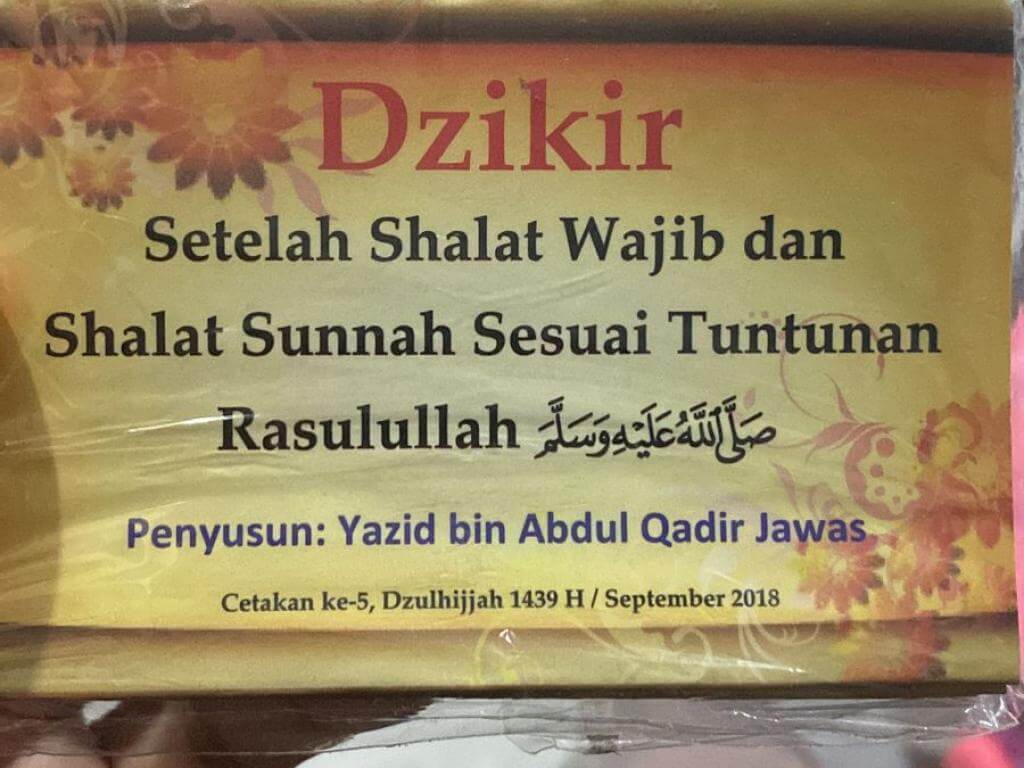 Dzikir
Setelah Shalat Wajib dan
Shalat Sunnah Sesuai Tuntunan
Rasulullah صَلَّى اللَّهُ عَلَيْهِ وَسَلَّمَ
Penyusun: Yazid bin Abdul Qadir Jawas
Cetakan ke-5, Dzulhijjah 1439 H / September 2018